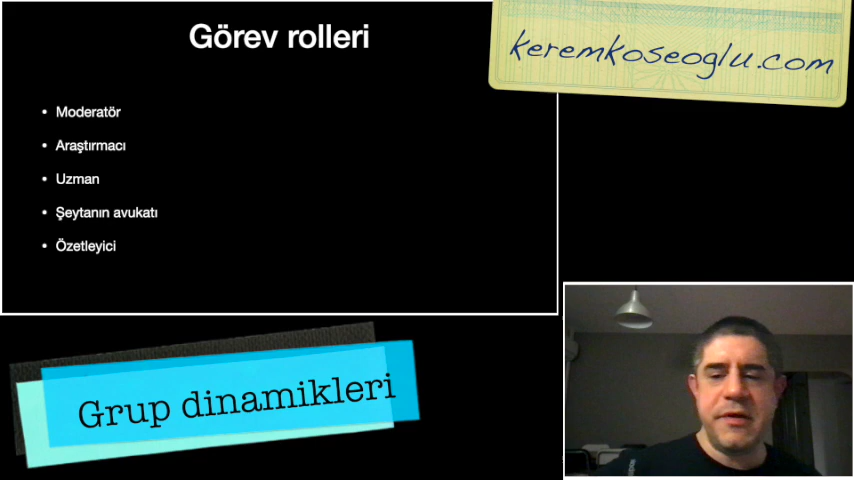 Görev rolleri
keremkoseoglu.com
• Moderatör
• Araştırmacı
• Uzman
• Şeytanın avukatı
• Özetleyici
Grup dinamikleri